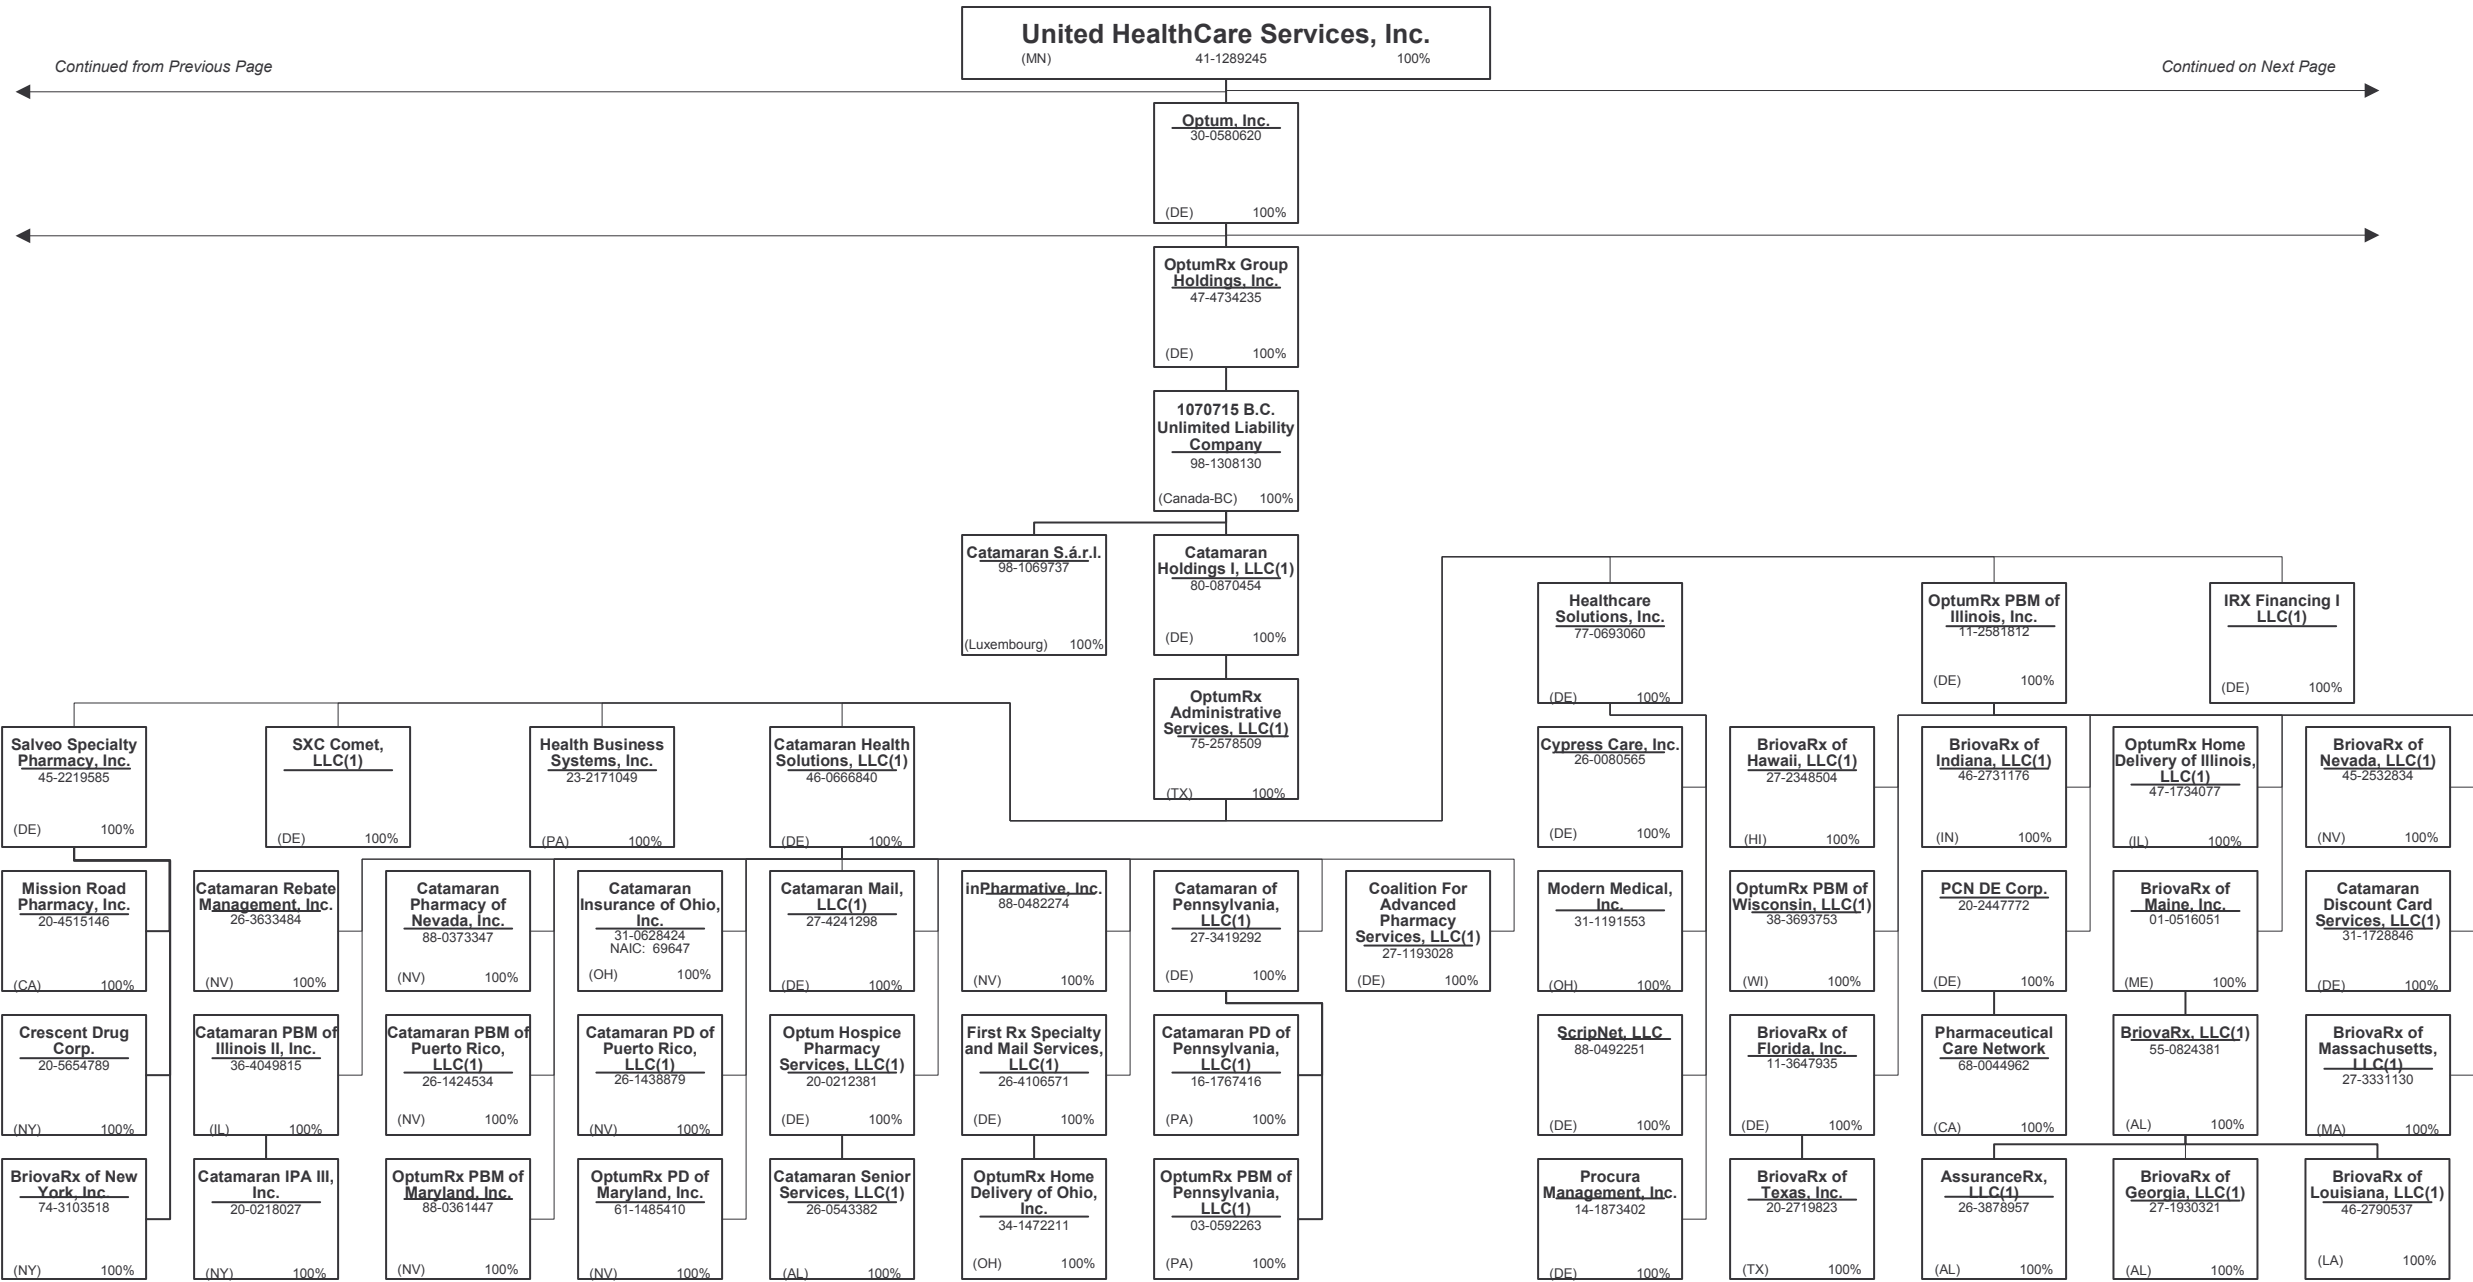 United HealthCare Services, Inc.
(MN) 41-1289245 100%
Continued from Previous Page
Continued on Next Page
Optum, Inc.
30-0580620
(DE) 100%
OptumRx Group
Holdings, Inc.
47-4734235
(DE) 100%
1070715 B.C.
Unlimited Liability
Company
98-1308130
(Canada-BC) 100%
Catamaran S.á.r.l.
98-1069737
(Luxembourg) 100%
Catamaran
Holdings I, LLC(1)
80-0870454
(DE) 100%
Healthcare
Solutions, Inc.
77-0693060
(DE) 100%
OptumRx PBM of
Illinois, Inc.
11-2581812
(DE) 100%
IRX Financing I
LLC(1)
(DE) 100%
OptumRx
Administrative
Services, LLC(1)
75-2578509
(TX) 100%
Salveo Specialty
Pharmacy, Inc.
45-2219585
(DE) 100%
SXC Comet,
LLC(1)
(DE) 100%
Health Business
Systems, Inc.
23-2171049
(PA) 100%
Catamaran Health
Solutions, LLC(1)
46-0666840
(DE) 100%
Cypress Care, Inc.
26-0080565
(DE) 100%
BriovaRx of
Hawaii, LLC(1)
27-2348504
(HI) 100%
BriovaRx of
Indiana, LLC(1)
46-2731176
(IN) 100%
OptumRx Home
Delivery of Illinois,
LLC(1)
47-1734077
(IL) 100%
BriovaRx of
Nevada, LLC(1)
45-2532834
(NV) 100%
Mission Road
Pharmacy, Inc.
20-4515146
(CA) 100%
Catamaran Rebate
Management, Inc.
26-3633484
(NV) 100%
Catamaran
Pharmacy of
Nevada, Inc.
88-0373347
(NV) 100%
Catamaran
Insurance of Ohio,
Inc.
31-0628424
NAIC: 69647
(OH) 100%
Catamaran Mail,
LLC(1)
27-4241298
(DE) 100%
inPharmative, Inc.
88-0482274
(NV) 100%
Catamaran of
Pennsylvania,
LLC(1)
27-3419292
(DE) 100%
Coalition For
Advanced
Pharmacy
Services, LLC(1)
27-1193028
(DE) 100%
Modern Medical,
Inc.
31-1191553
(OH) 100%
OptumRx PBM of
Wisconsin, LLC(1)
38-3693753
(WI) 100%
PCN DE Corp.
20-2447772
(DE) 100%
BriovaRx of
Maine, Inc.
01-0516051
(ME) 100%
Catamaran
Discount Card
Services, LLC(1)
31-1728846
(DE) 100%
Crescent Drug
Corp.
20-5654789
(NY) 100%
Catamaran PBM of
Illinois II, Inc.
36-4049815
(IL) 100%
Catamaran PBM of
Puerto Rico,
LLC(1)
26-1424534
(NV) 100%
Catamaran PD of
Puerto Rico,
LLC(1)
26-1438879
(NV) 100%
Optum Hospice
Pharmacy
Services, LLC(1)
20-0212381
(DE) 100%
First Rx Specialty
and Mail Services,
LLC(1)
26-4106571
(DE) 100%
Catamaran PD of
Pennsylvania,
LLC(1)
16-1767416
(PA) 100%
ScripNet, LLC
88-0492251
(DE) 100%
BriovaRx of
Florida, Inc.
11-3647935
(DE) 100%
Pharmaceutical
Care Network
68-0044962
(CA) 100%
BriovaRx, LLC(1)
55-0824381
(AL) 100%
BriovaRx of
Massachusetts,
LLC(1)
27-3331130
(MA) 100%
BriovaRx of New
York, Inc.
74-3103518
(NY) 100%
Catamaran IPA III,
Inc.
20-0218027
(NY) 100%
OptumRx PBM of
Maryland, Inc.
88-0361447
(NV) 100%
OptumRx PD of
Maryland, Inc.
61-1485410
(NV) 100%
Catamaran Senior
Services, LLC(1)
26-0543382
(AL) 100%
OptumRx Home
Delivery of Ohio,
Inc.
34-1472211
(OH) 100%
OptumRx PBM of
Pennsylvania,
LLC(1)
03-0592263
(PA) 100%
Procura
Management, Inc.
14-1873402
(DE) 100%
BriovaRx of
Texas, Inc.
20-2719823
(TX) 100%
AssuranceRx,
LLC(1)
26-3878957
(AL) 100%
BriovaRx of
Georgia, LLC(1)
27-1930321
(AL) 100%
BriovaRx of
Louisiana, LLC(1)
46-2790537
(LA) 100%